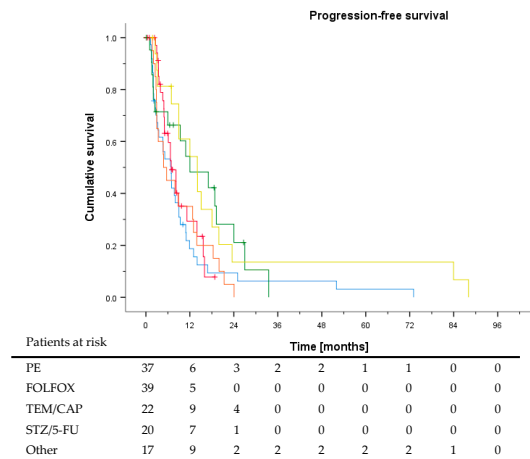 Progression-free survival
Cumulative survival
1.0
0.8
0.6
0.4
0.2
0.0
0 12 24 36 48 60 72 84 96
Patients at risk
Time [months]
PE 37 6 3 2 2 1 1 0 0
FOLFOX 39 5 0 0 0 0 0 0 0
TEM/CAP 22 9 4 0 0 0 0 0 0
STZ/5-FU 20 7 1 0 0 0 0 0 0
Other 17 9 2 2 2 2 2 1 0